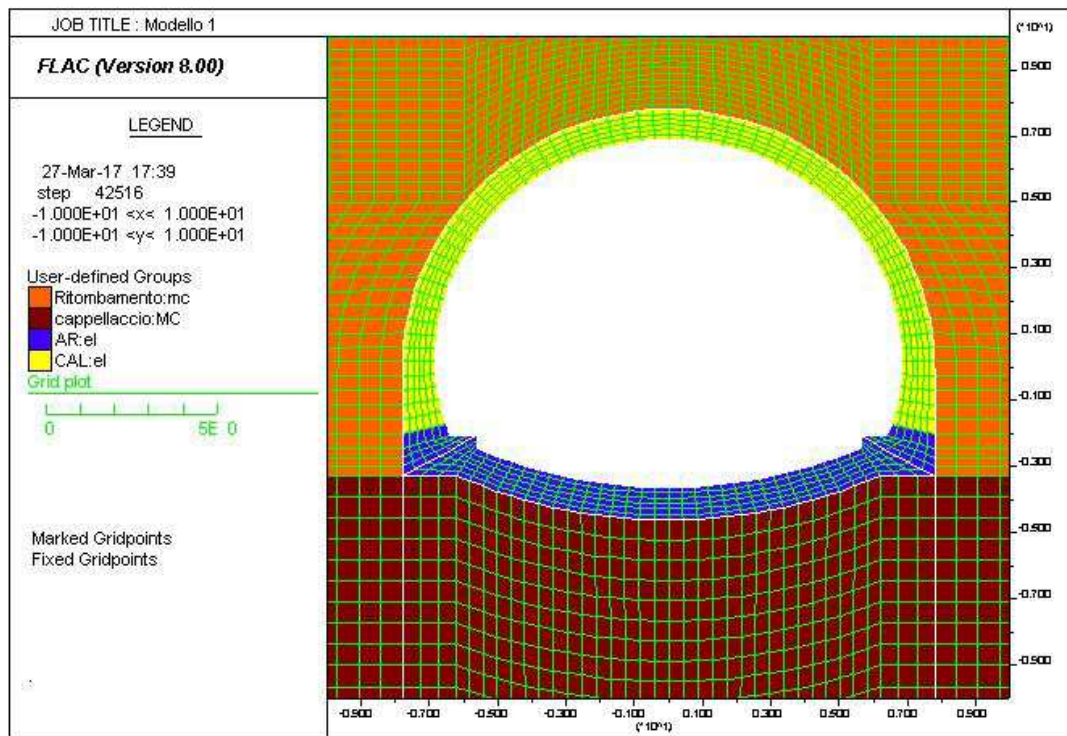 JOB TITLE : Modello 1
(*10^1)
FLAC (Version 8.00)
LEGEND
27-Mar-17 17:39
step 42516
-1.000E+01 <x< 1.000E+01
-1.000E+01 <y< 1.000E+01
User-defined Groups
Ritombamento:mc
cappellaccio:MC
AR:el
CAL:el
Grid plot
0 5E 0
Marked Gridpoints
Fixed Gridpoints
0.900
0.700
0.500
0.300
0.100
-0.100
-0.300
-0.500
-0.700
-0.900
-0.900 -0.700 -0.500 -0.300 -0.100 0.100 0.300 0.500 0.700 0.900
(*10^1)